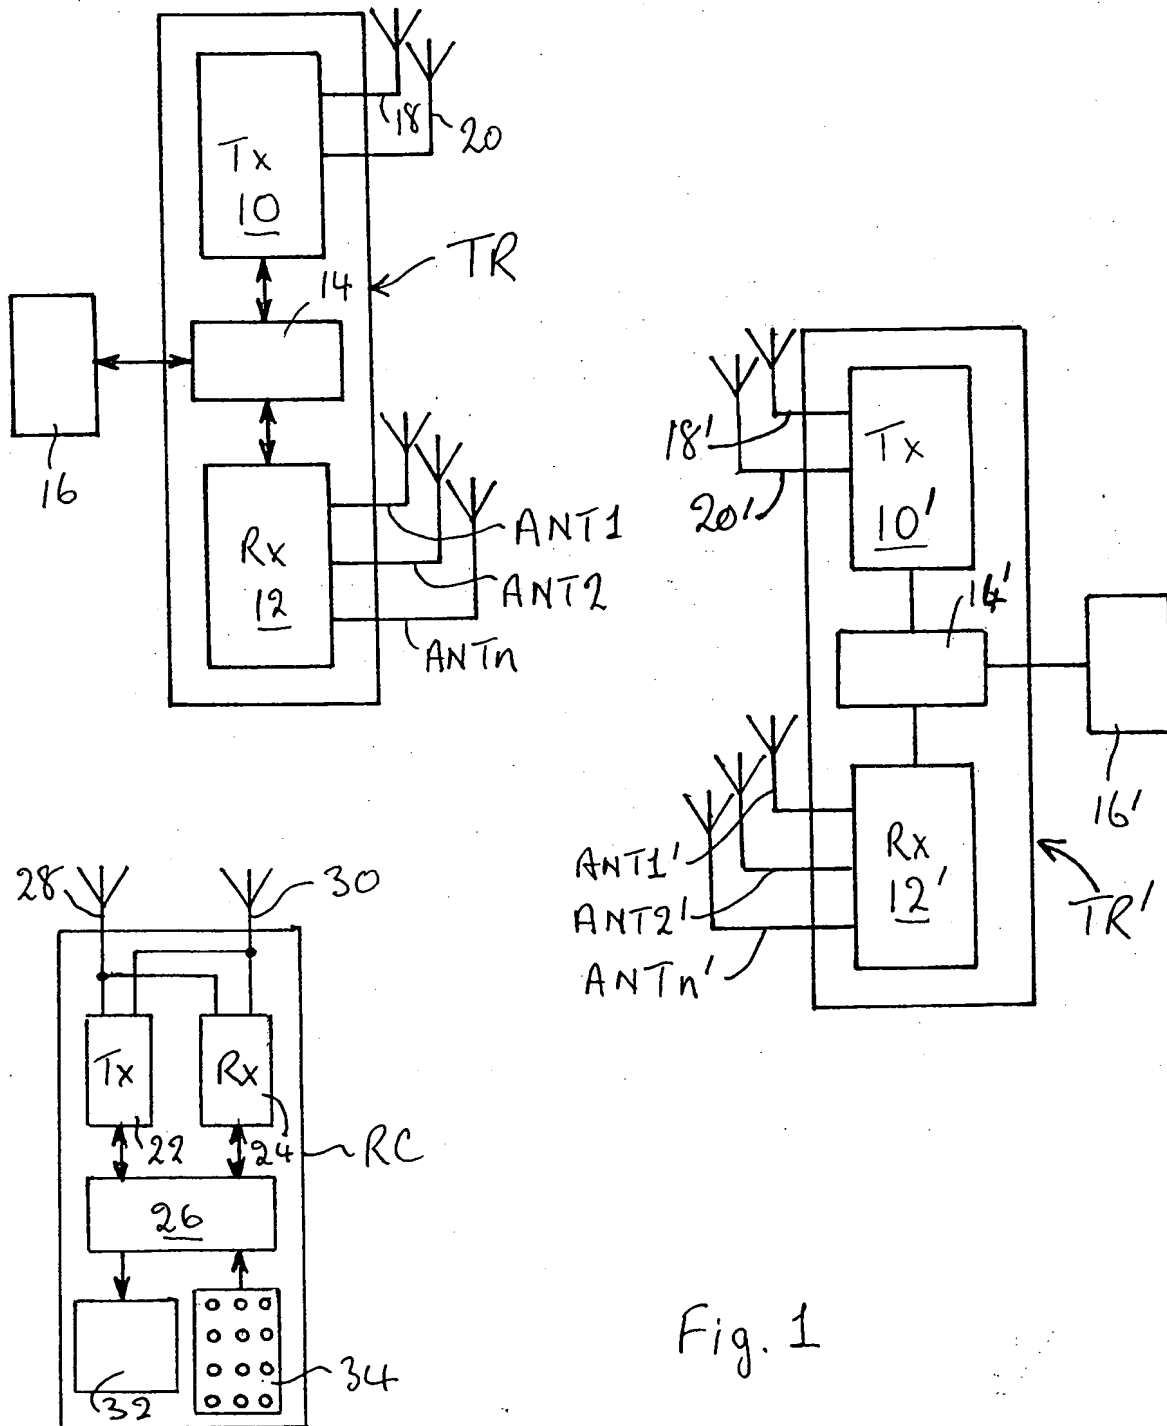 18
20
Tx
10
TR
14
16
Rx
12
ANT1
ANT2
ANTn
18'
20'
Tx
10'
14'
16'
Rx
12'
ANT1'
ANT2'
ANTn'
TR'
28
30
Tx
22
Rx
24
RC
26
32
34
Fig. 1